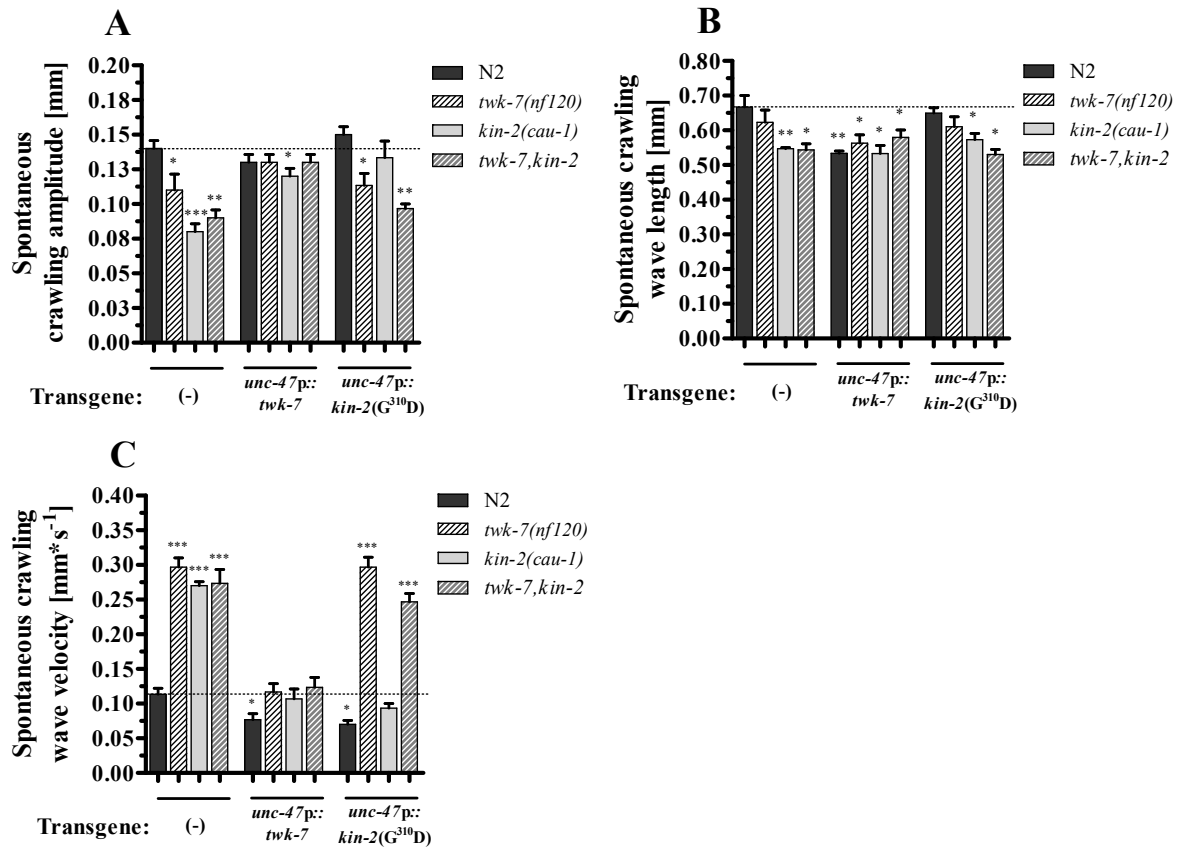 A
Spontaneous
crawling amplitude [mm]
0.20
0.18
0.15
0.13
0.10
0.08
0.05
0.03
0.00
* *** **
*
* **
N2
twk-7(nf120)
kin-2(cau-1)
twk-7,kin-2
Transgene:
(-)
unc-47p::
twk-7
unc-47p::
kin-2(G³¹⁰D)
B
Spontaneous crawling
wave length [mm]
0.80
0.70
0.60
0.50
0.40
0.30
0.20
0.10
0.00
** *
** * * *
* *
N2
twk-7(nf120)
kin-2(cau-1)
twk-7,kin-2
Transgene:
(-)
unc-47p::
twk-7
unc-47p::
kin-2(G³¹⁰D)
C
Spontaneous crawling
wave velocity [mm*s⁻¹]
0.40
0.35
0.30
0.25
0.20
0.15
0.10
0.05
0.00
*** *** ***
*
* *** ***
N2
twk-7(nf120)
kin-2(cau-1)
twk-7,kin-2
Transgene:
(-)
unc-47p::
twk-7
unc-47p::
kin-2(G³¹⁰D)